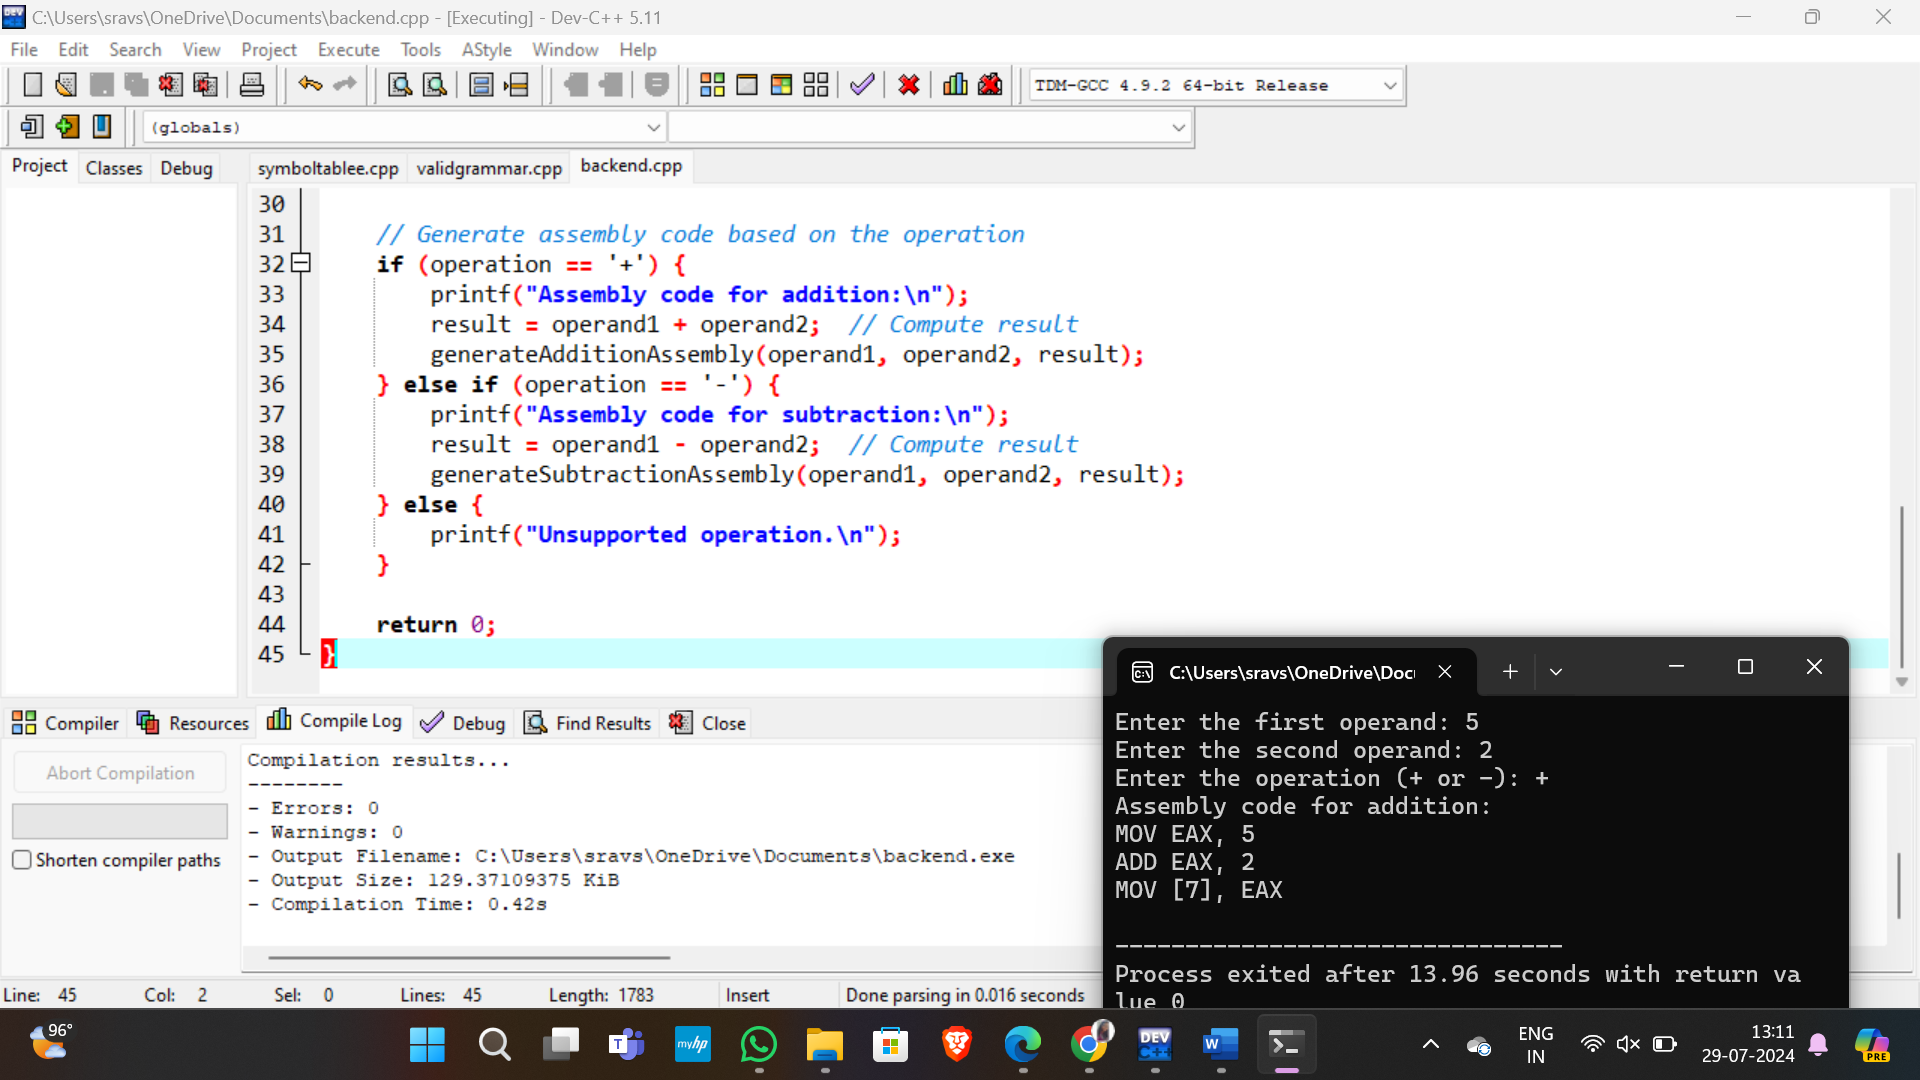 C:\Users\sravs\OneDrive\Documents\backend.cpp - [Executing] - Dev-C++ 5.11
File Edit Search View Project Execute Tools AStyle Window Help
TDM-GCC 4.9.2 64-bit Release
(globals)
Project Classes Debug symboltablee.cpp validgrammar.cpp backend.cpp
30
31 // Generate assembly code based on the operation
32 if (operation == '+') {
33 printf("Assembly code for addition:\n");
34 result = operand1 + operand2; // Compute result
35 generateAdditionAssembly(operand1, operand2, result);
36 } else if (operation == '-') {
37 printf("Assembly code for subtraction:\n");
38 result = operand1 - operand2; // Compute result
39 generateSubtractionAssembly(operand1, operand2, result);
40 } else {
41 printf("Unsupported operation.\n");
42 }
43
44 return 0;
45 }
Compiler Resources Compile Log Debug Find Results Close
Abort Compilation
Shorten compiler paths
Compilation results...
--------
- Errors: 0
- Warnings: 0
- Output Filename: C:\Users\sravs\OneDrive\Documents\backend.exe
- Output Size: 129.37109375 KiB
- Compilation Time: 0.42s
C:\Users\sravs\OneDrive\Doc
Enter the first operand: 5
Enter the second operand: 2
Enter the operation (+ or -): +
Assembly code for addition:
MOV EAX, 5
ADD EAX, 2
MOV [7], EAX
--------------------------------
Process exited after 13.96 seconds with return va
lue 0
Line: 45 Col: 2 Sel: 0 Lines: 45 Length: 1783 Insert Done parsing in 0.016 seconds
96°
myhp
DEV
C++
W
ENG
IN
13:11
29-07-2024
PRE